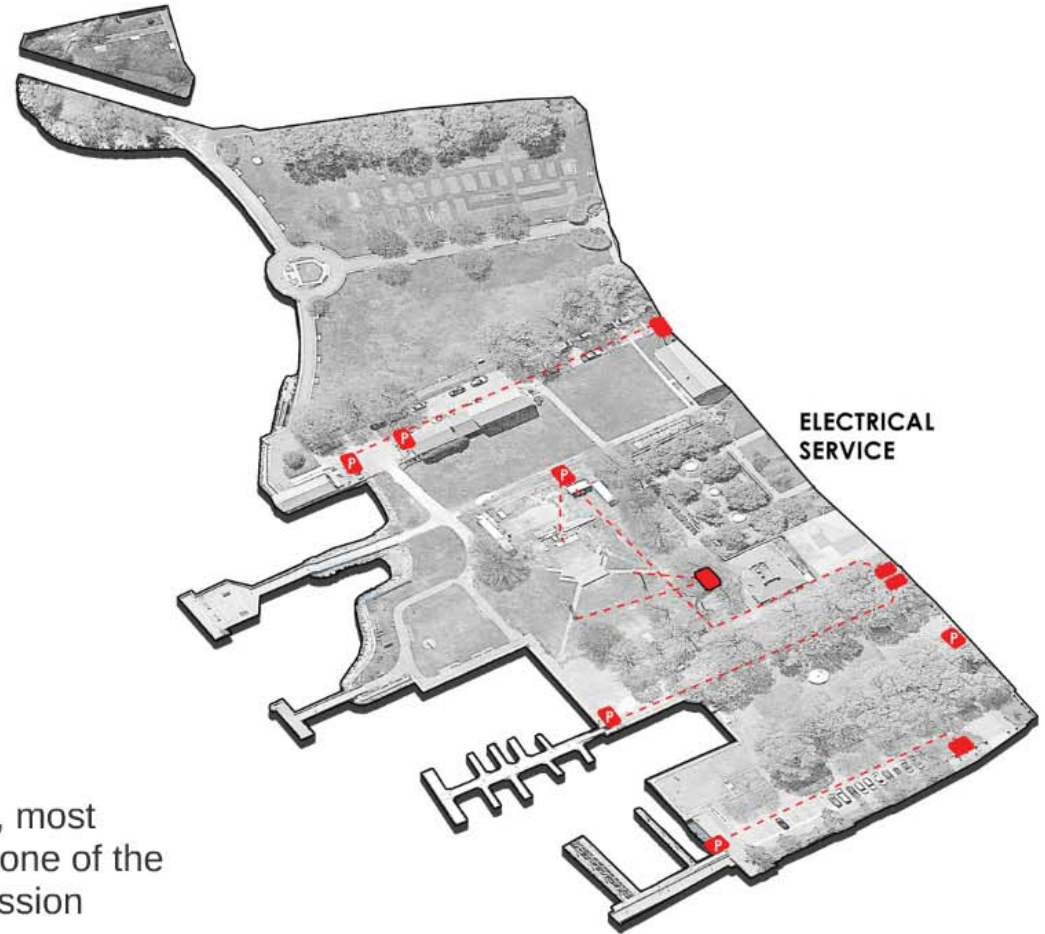 P
P
P
ELECTRICAL
SERVICE
P
P
P
, most
one of the
ssion